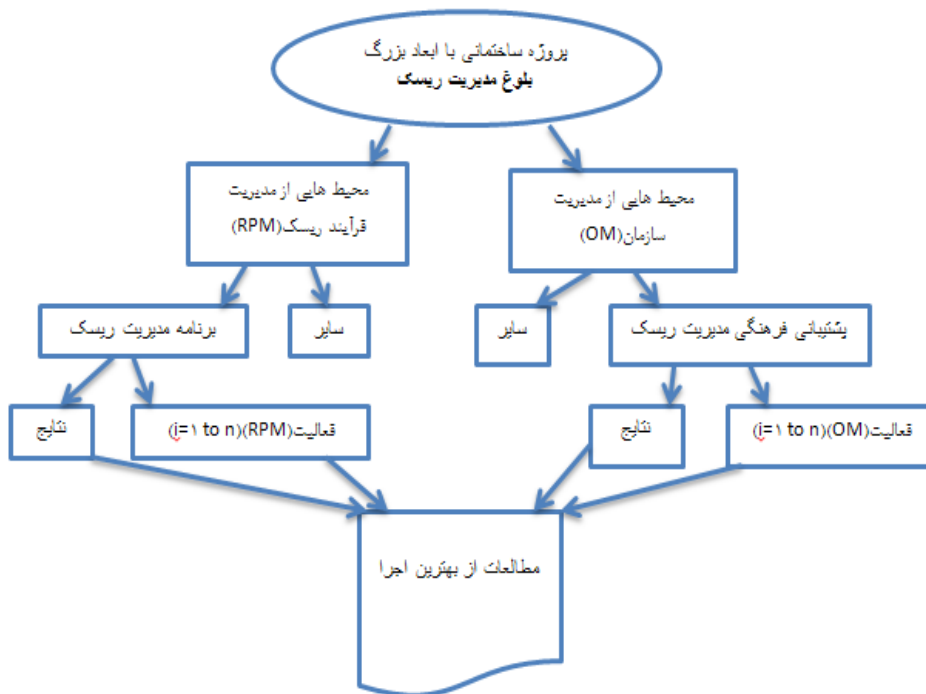 پروژه ساختمانی با ابعاد بزرگ
بلوغ مدیریت ریسک
محیط هایی از مدیریت
سازمان(OM)
محیط هایی از مدیریت
قرآیند ریسک(RPM)
پشتیبانی فرهنگی مدیریت ریسک
سایر
سایر
برنامه مدیریت ریسک
فعالیت(OM)(i=۱ to n)
نتایج
فعالیت(RPM)(i=۱ to n)
نتایج
مطالعات از بهترین اجرا